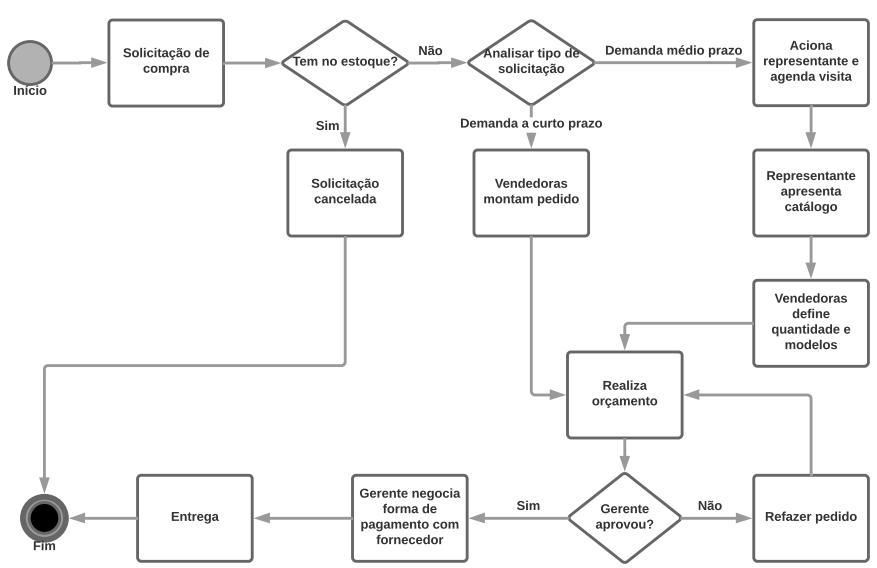 Início
Solicitação de
compra
Tem no estoque?
Não
Analisar tipo de
solicitação
Demanda médio prazo
Aciona
representante e
agenda visita
Sim
Demanda a curto prazo
Solicitação
cancelada
Vendedoras
montam pedido
Representante
apresenta
catálogo
Vendedoras
define
quantidade e
modelos
Realiza
orçamento
Gerente
aprovou?
Não
Refazer pedido
Sim
Gerente negocia
forma de
pagamento com
fornecedor
Entrega
Fim